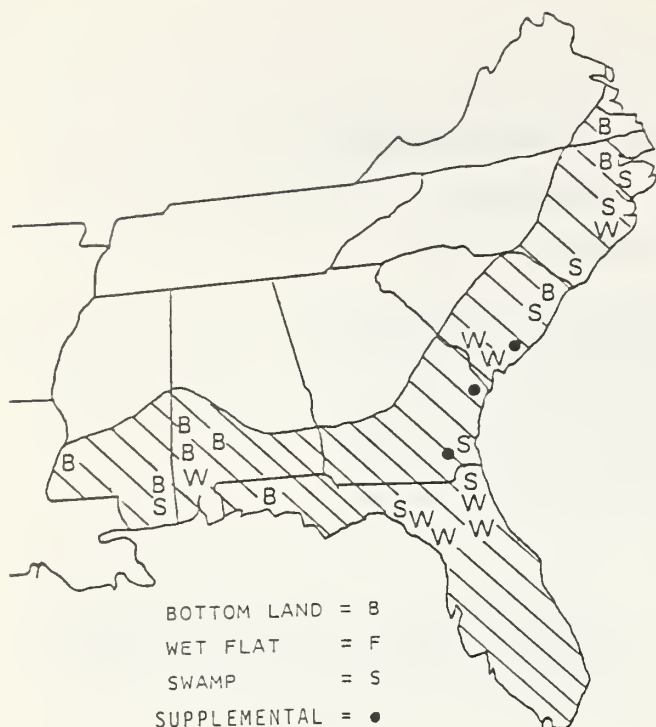 B
B
S
S
W
S
B
S
W
W
B
B
S
B
B
W
S
B
B
W
S
S
W
W
W
BOTTOM LAND = B
WET FLAT = F
SWAMP = S
SUPPLEMENTAL = ●